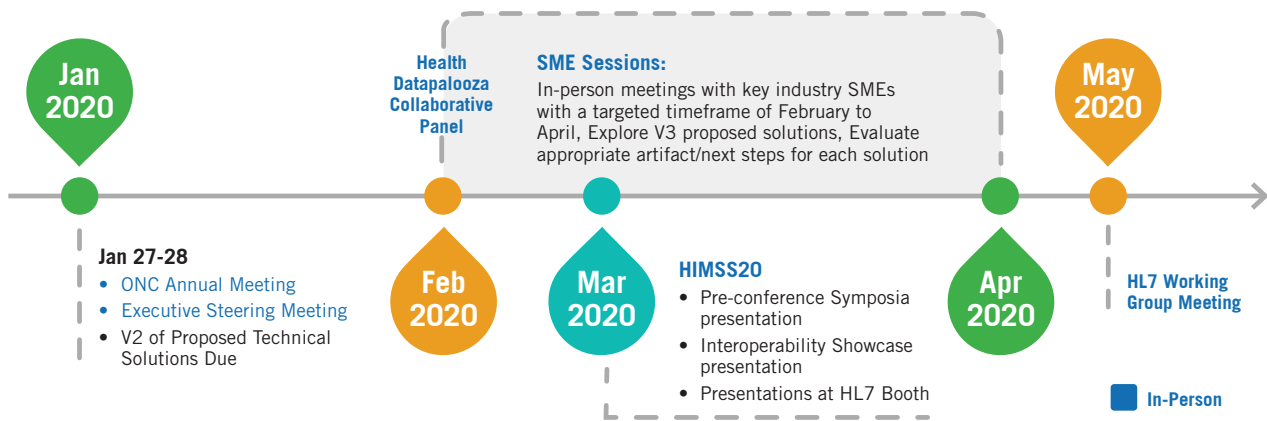 Jan
2020
Jan 27-28
• ONC Annual Meeting
• Executive Steering Meeting
• V2 of Proposed Technical
Solutions Due
Health
Datapalooza
Collaborative
Panel
Feb
2020
SME Sessions:
In-person meetings with key industry SMEs
with a targeted timeframe of February to
April, Explore V3 proposed solutions, Evaluate
appropriate artifact/next steps for each solution
Mar
2020
HIMSS20
• Pre-conference Symposia
presentation
• Interoperability Showcase
presentation
• Presentations at HL7 Booth
Apr
2020
May
2020
HL7 Working
Group Meeting
In-Person